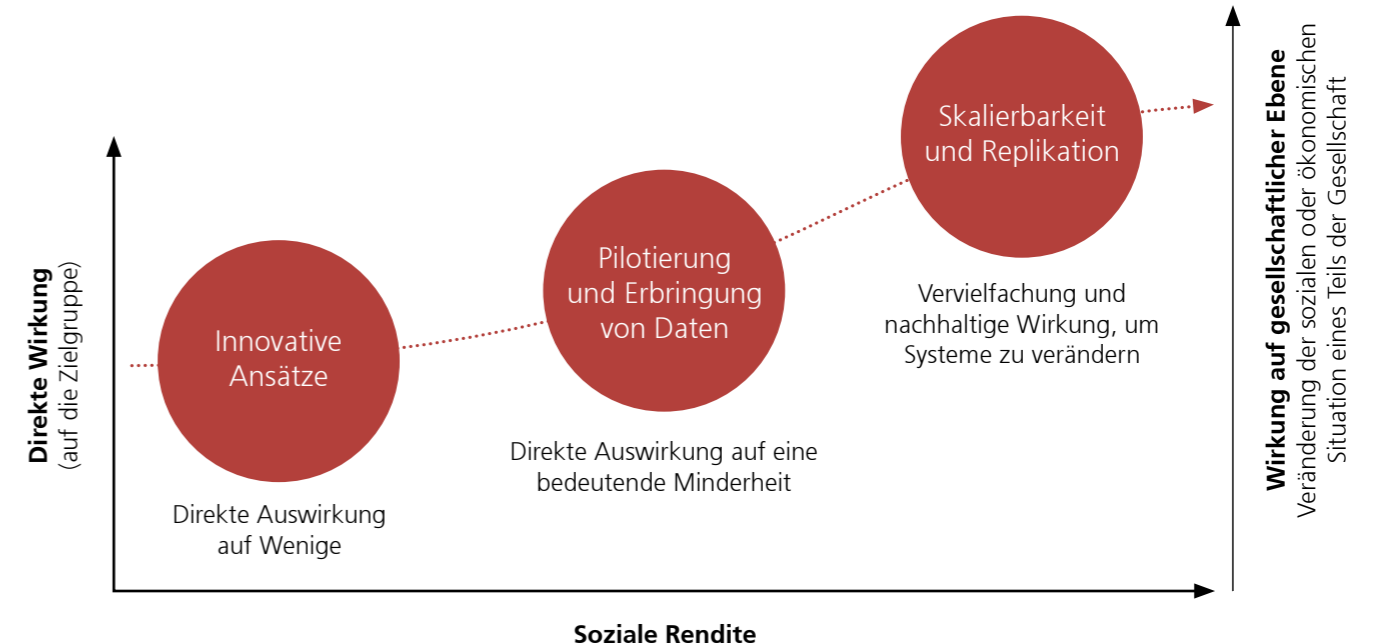 Direkte Wirkung
(auf die Zielgruppe)
Innovative
Ansätze
Direkte Auswirkung
auf Wenige
Pilotierung
und Erbringung
von Daten
Direkte Auswirkung auf eine
bedeutende Minderheit
Skalierbarkeit
und Replikation
Vervielfachung und
nachhaltige Wirkung, um
Systeme zu verändern
Wirkung auf gesellschaftlicher Ebene
Veränderung der sozialen oder ökonomischen
Situation eines Teils der Gesellschaft
Soziale Rendite